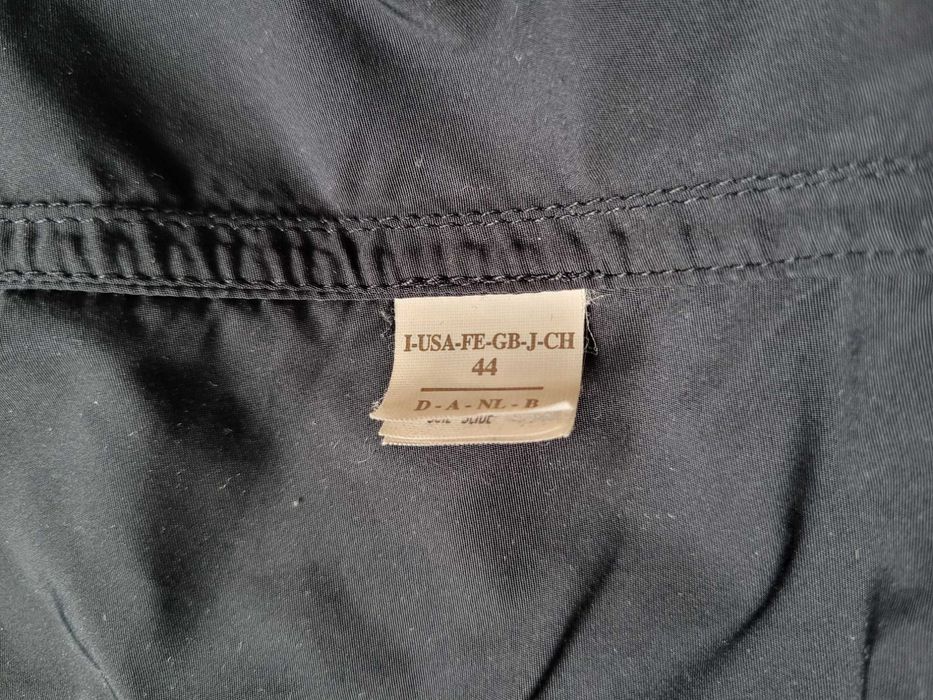 I-USA-FE-GB-J-CH
44
D - A - NL - B